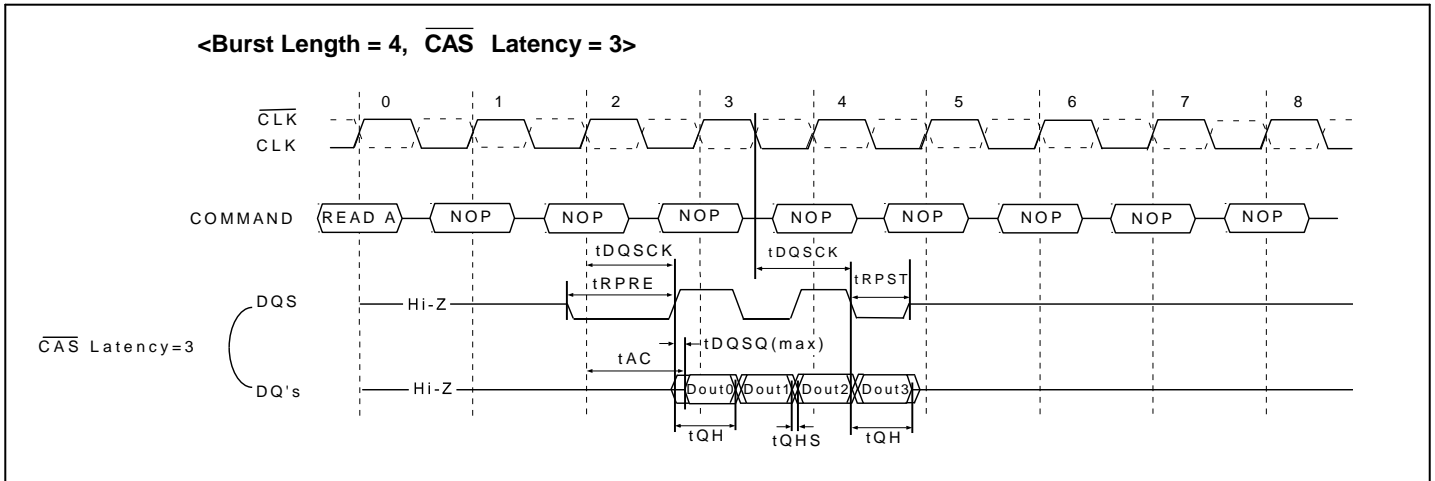 <Burst Length = 4, CAS Latency = 3>
0 1 2 3 4 5 6 7 8
CLK
CLK
COMMAND READ A NOP NOP NOP NOP NOP NOP NOP NOP
tDQSCK tDQSCK
tRPRE tRPST
DQS Hi-Z
tDQSQ(max)
CAS Latency=3
tAC
DQ's Hi-Z Dout0 Dout1 Dout2 Dout3
tQH tQHS tQH